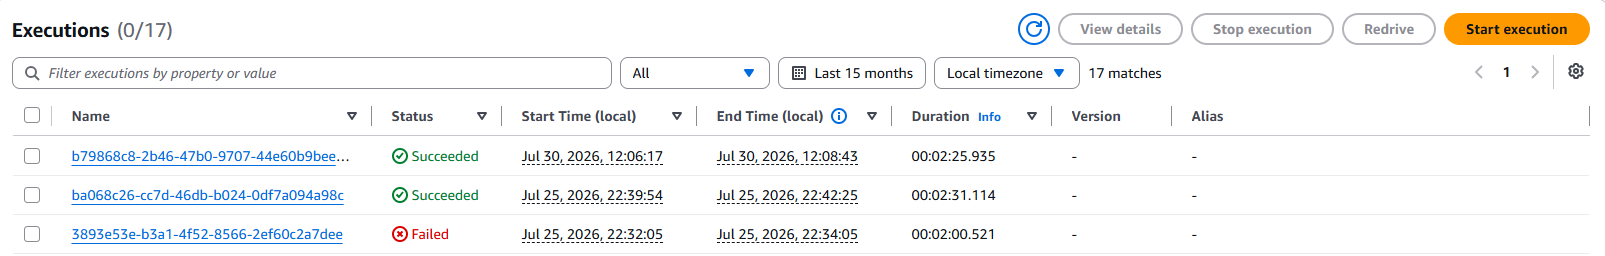 Executions (0/17) View details Stop execution Redrive Start execution
Filter executions by property or value All Last 15 months Local timezone 17 matches 1
Name Status Start Time (local) End Time (local) Duration Info Version Alias
b79868c8-2b46-47b0-9707-44e60b9bee... Succeeded Jul 30, 2026, 12:06:17 Jul 30, 2026, 12:08:43 00:02:25.935 - -
ba068c26-cc7d-46db-b024-0df7a094a98c Succeeded Jul 25, 2026, 22:39:54 Jul 25, 2026, 22:42:25 00:02:31.114 - -
3893e53e-b3a1-4f52-8566-2ef60c2a7dee Failed Jul 25, 2026, 22:32:05 Jul 25, 2026, 22:34:05 00:02:00.521 - -